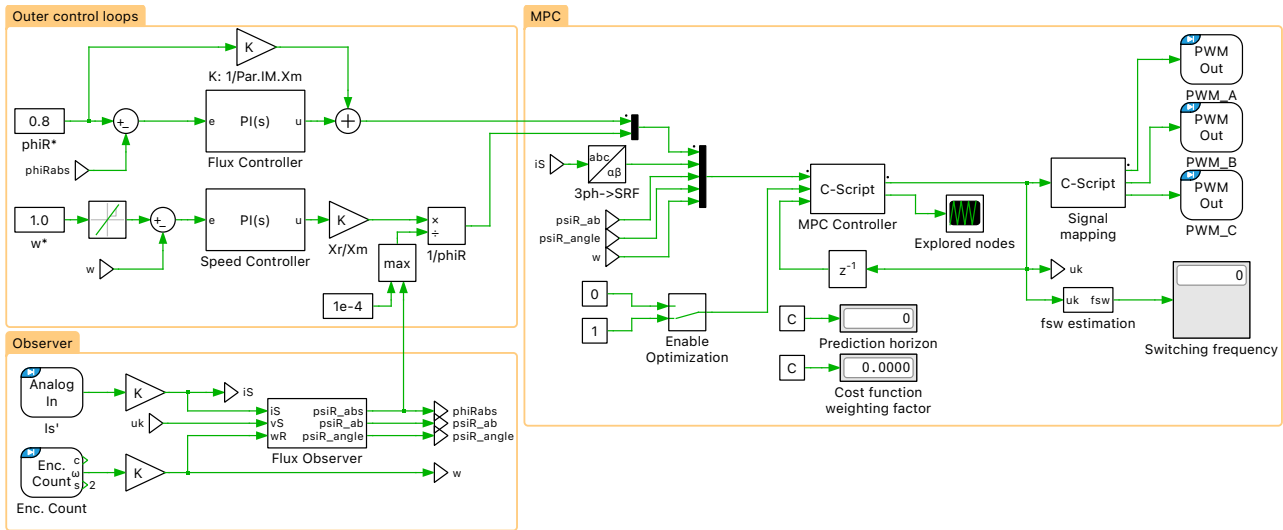 Outer control loops
K
K: 1/Par.IM.Xm
0.8
phiR*
+
−
e
PI(s)
u
Flux Controller
+
phiRabs
1.0
w*
+
−
e
PI(s)
u
Speed Controller
K
Xr/Xm
×
÷
1/phiR
w
max
1e-4
Observer
Analog
In
Is'
K
iS
uk
iS
vS
wR
psiR_abs
psiR_ab
psiR_angle
Flux Observer
phiRabs
psiR_ab
psiR_angle
Enc.
Count
c
ω
s
2
Enc. Count
K
w
MPC
iS
abc
αβ
3ph->SRF
psiR_ab
psiR_angle
w
0
1
Enable
Optimization
C-Script
MPC Controller
Explored nodes
z-1
C
0
Prediction horizon
C
0.0000
Cost function
weighting factor
C-Script
Signal
mapping
PWM
Out
PWM_A
PWM
Out
PWM_B
PWM
Out
PWM_C
uk
uk
fsw
fsw estimation
0
Switching frequency